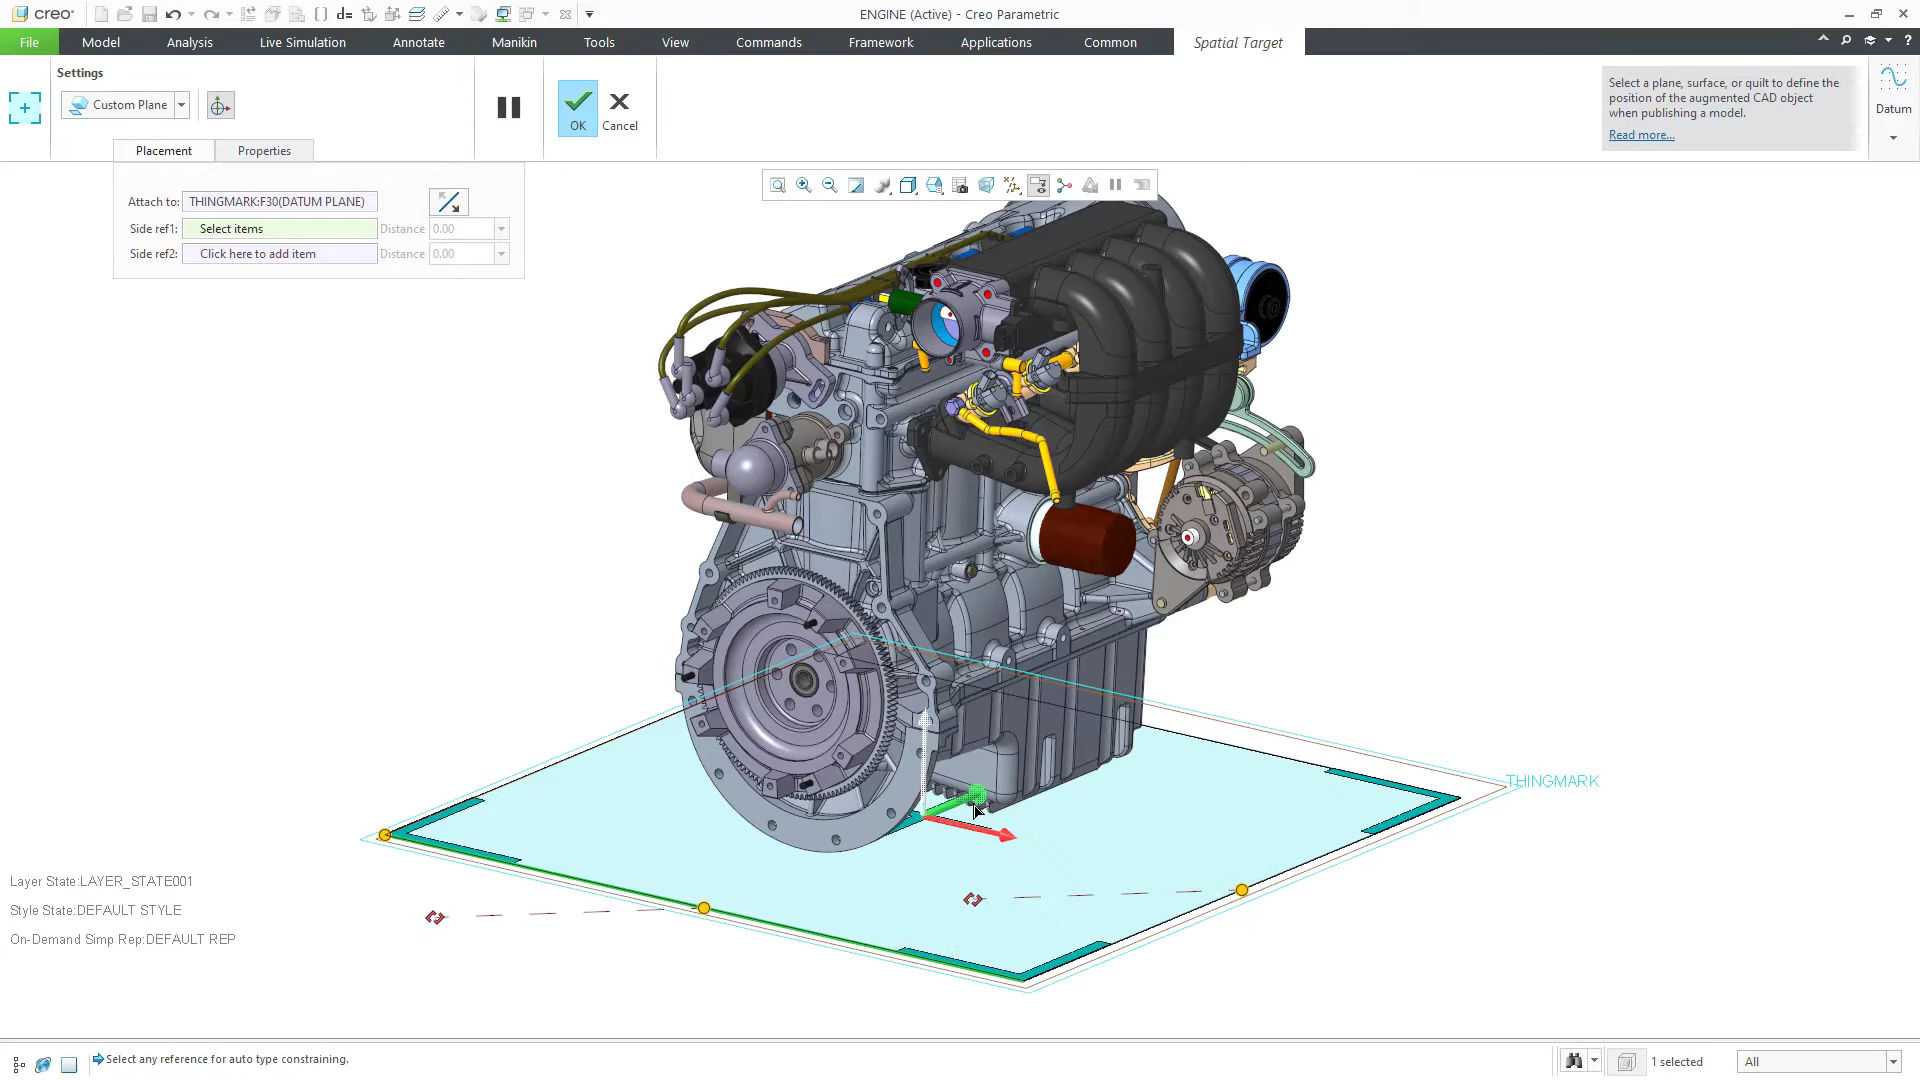 creo
d=
ENGINE (Active) - Creo Parametric
File Model Analysis Live Simulation Annotate Manikin Tools View Commands Framework Applications Common Spatial Target
Settings
Custom Plane
OK
Cancel
Select a plane, surface, or quilt to define the
position of the augmented CAD object
when publishing a model.
Read more...
Datum
Placement Properties
Attach to: THINGMARK:F30(DATUM PLANE)
Side ref1: Select items Distance 0.00
Side ref2: Click here to add item Distance 0.00
THINGMARK
Layer State:LAYER_STATE001
Style State:DEFAULT STYLE
On-Demand Simp Rep:DEFAULT REP
Select any reference for auto type constraining.
1 selected
All